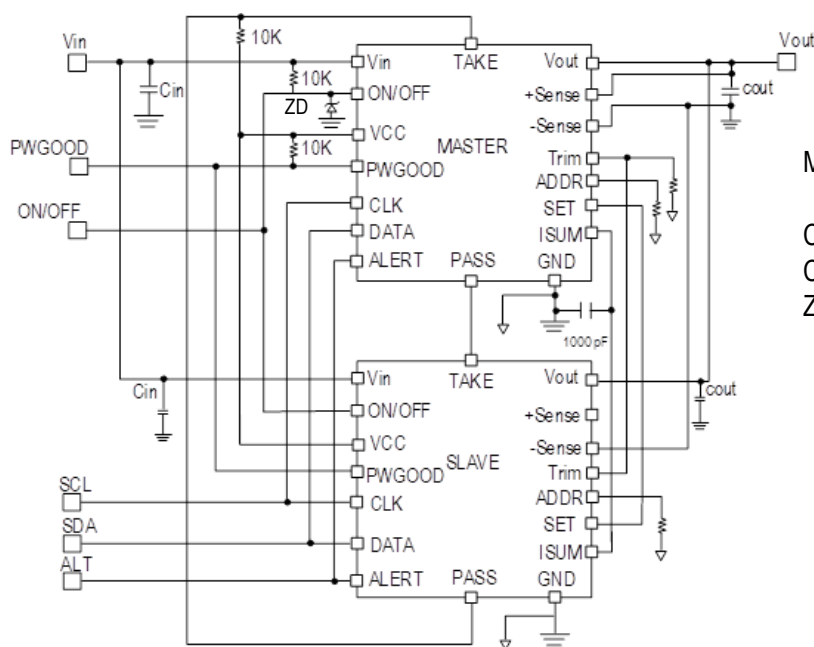 10K
Vin
Vin
TAKE
Vout
Vout
Cin
10K
ON/OFF
+Sense
cout
ZD
-Sense
VCC
MASTER
PWGOOD
10K
PWGOOD
Trim
M
ADDR
ON/OFF
CLK
SET
DATA
ISUM
C
ALERT
PASS
GND
C
Z
1000pF
Vin
TAKE
Vout
Cin
cout
ON/OFF
+Sense
VCC
-Sense
PWGOOD
SLAVE
Trim
SCL
CLK
ADDR
SDA
SET
DATA
ISUM
ALT
ALERT
PASS
GND